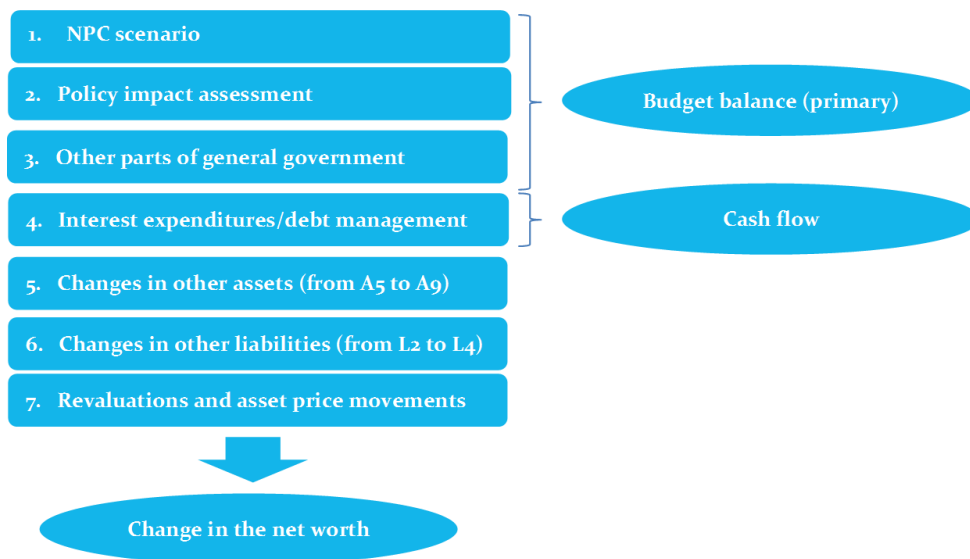 1. NPC scenario
2. Policy impact assessment
Budget balance (primary)
3. Other parts of general government
4. Interest expenditures/debt management
Cash flow
5. Changes in other assets (from A5 to A9)
6. Changes in other liabilities (from L2 to L4)
7. Revaluations and asset price movements
Change in the net worth